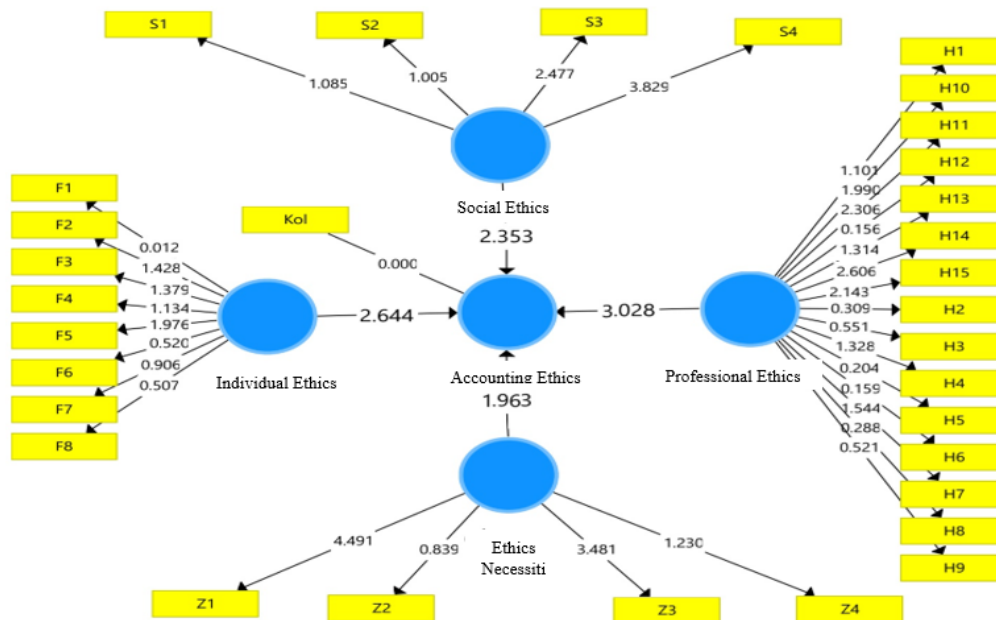 S1
S2
S3
S4
1.085
1.005
2.477
3.829
Social Ethics
2.353
Kol
0.000
F1
F2
F3
F4
F5
F6
F7
F8
0.012
1.428
1.379
1.134
1.976
0.520
0.906
0.507
Individual Ethics
2.644
Accounting Ethics
1.963
3.028
Professional Ethics
1.101
1.990
2.306
0.156
1.314
2.606
2.143
0.309
0.551
1.328
0.204
0.159
1.544
0.288
0.521
H1
H10
H11
H12
H13
H14
H15
H2
H3
H4
H5
H6
H7
H8
H9
Ethics
Necessiti
4.491
0.839
3.481
1.230
Z1
Z2
Z3
Z4